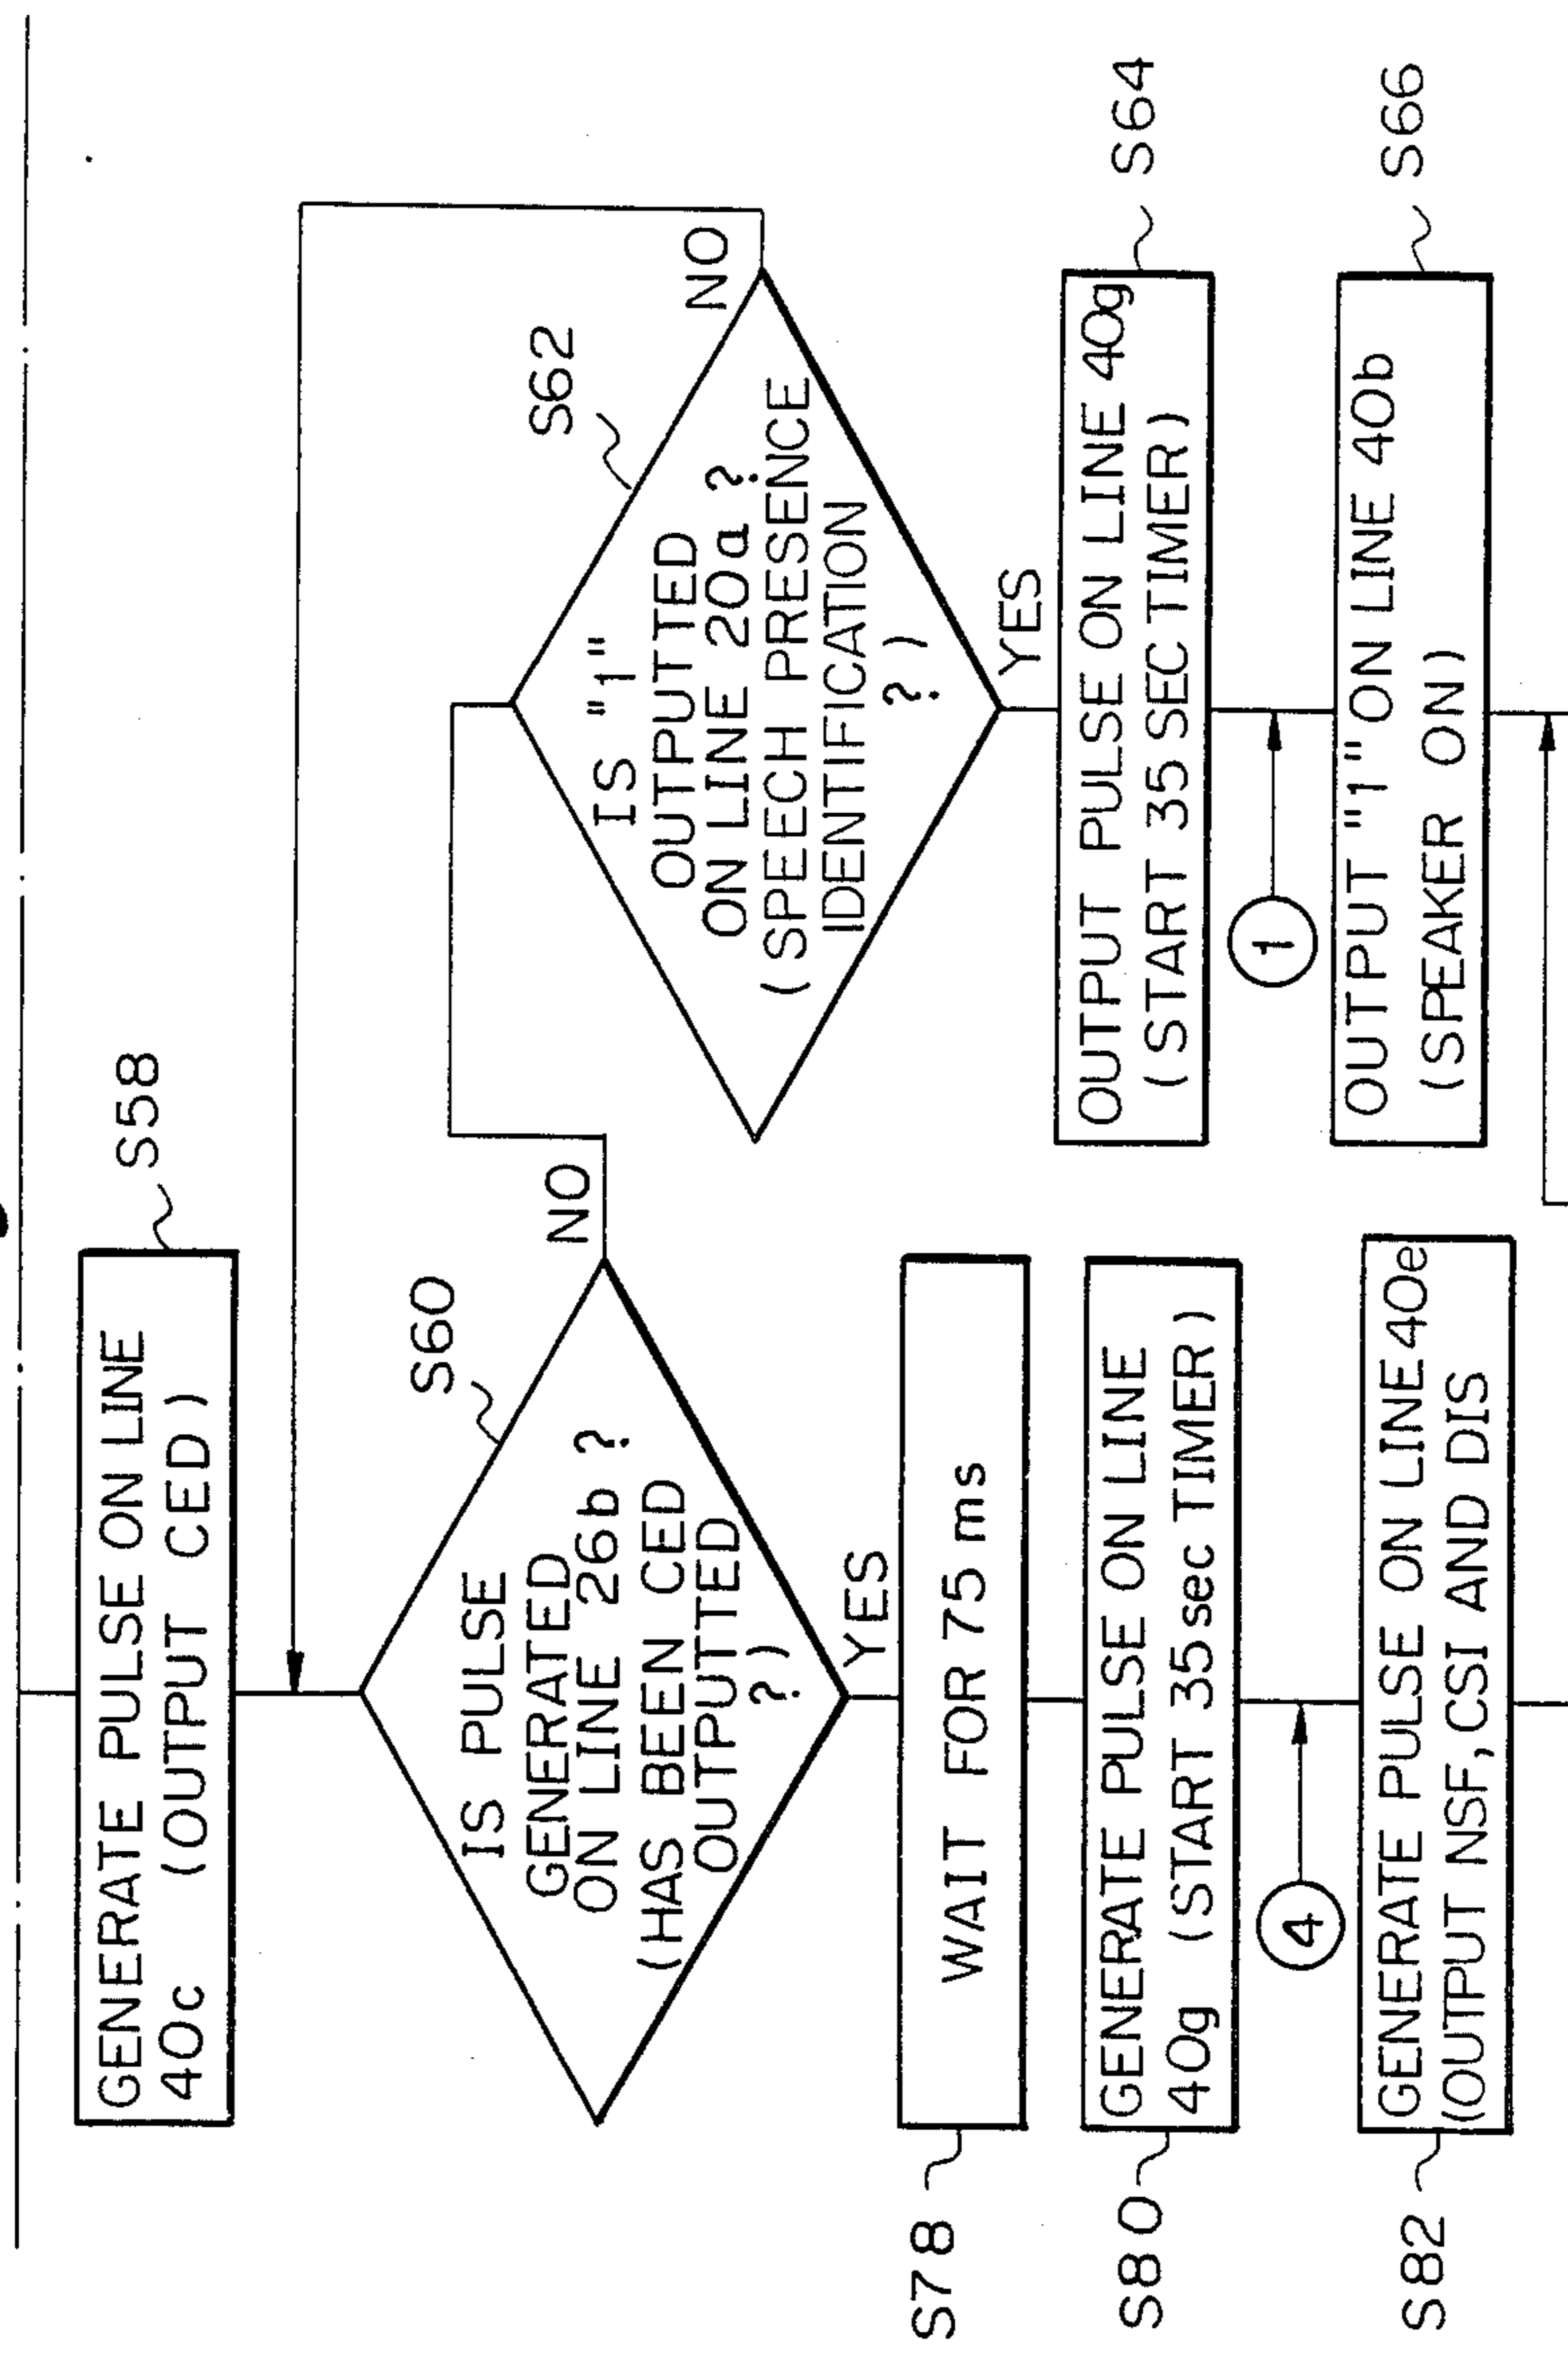 GENERATE PULSE ON LINE
40c (OUTPUT CED)
S58
IS PULSE
GENERATED
ON LINE 26b ?
(HAS BEEN CED
OUTPUTTED
?)
S60
NO
YES
IS "1"
OUTPUTTED
ON LINE 20a ?
(SPEECH PRESENCE
IDENTIFICATION
?)
S62
NO
YES
WAIT FOR 75 ms
S78
GENERATE PULSE ON LINE
40g (START 35sec TIMER)
S80
4
GENERATE PULSE ON LINE 40e
(OUTPUT NSF, CSI AND DIS
S82
OUTPUT PULSE ON LINE 40g
(START 35 SEC TIMER)
S64
1
OUTPUT "1" ON LINE 40b
(SPEAKER ON)
S66